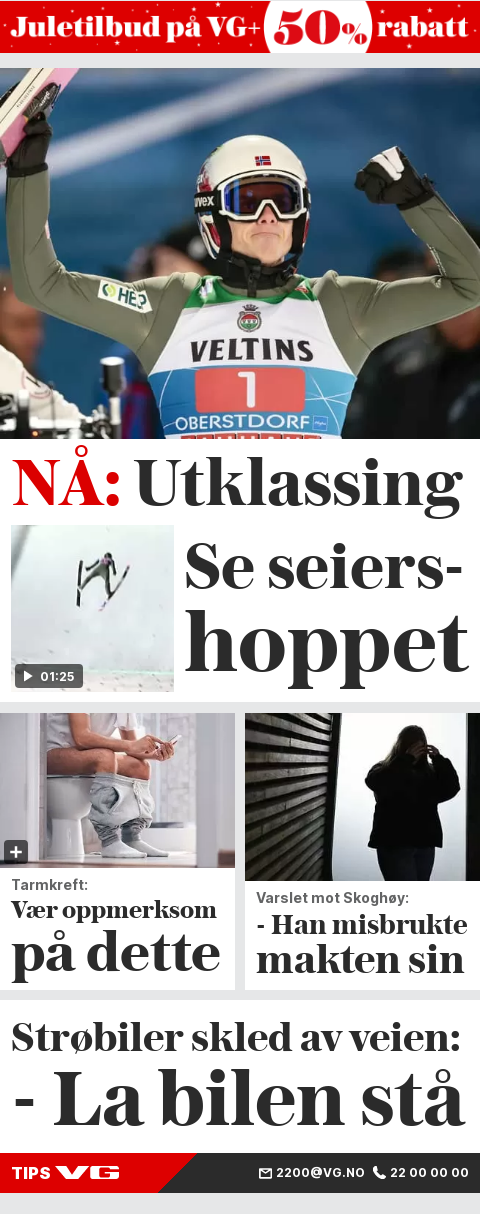 Juletilbud på VG+ 50% rabatt
uvex
VELTINS
1
OBERSTDORF
NÅ: Utklassing
Se seiers-
hoppet
01:25
Tarmkreft:
Vær oppmerksom
på dette
Varslet mot Skoghøy:
- Han misbrukte
makten sin
Strøbiler skled av veien:
- La bilen stå
TIPS VG 2200@VG.NO 22 00 00 00